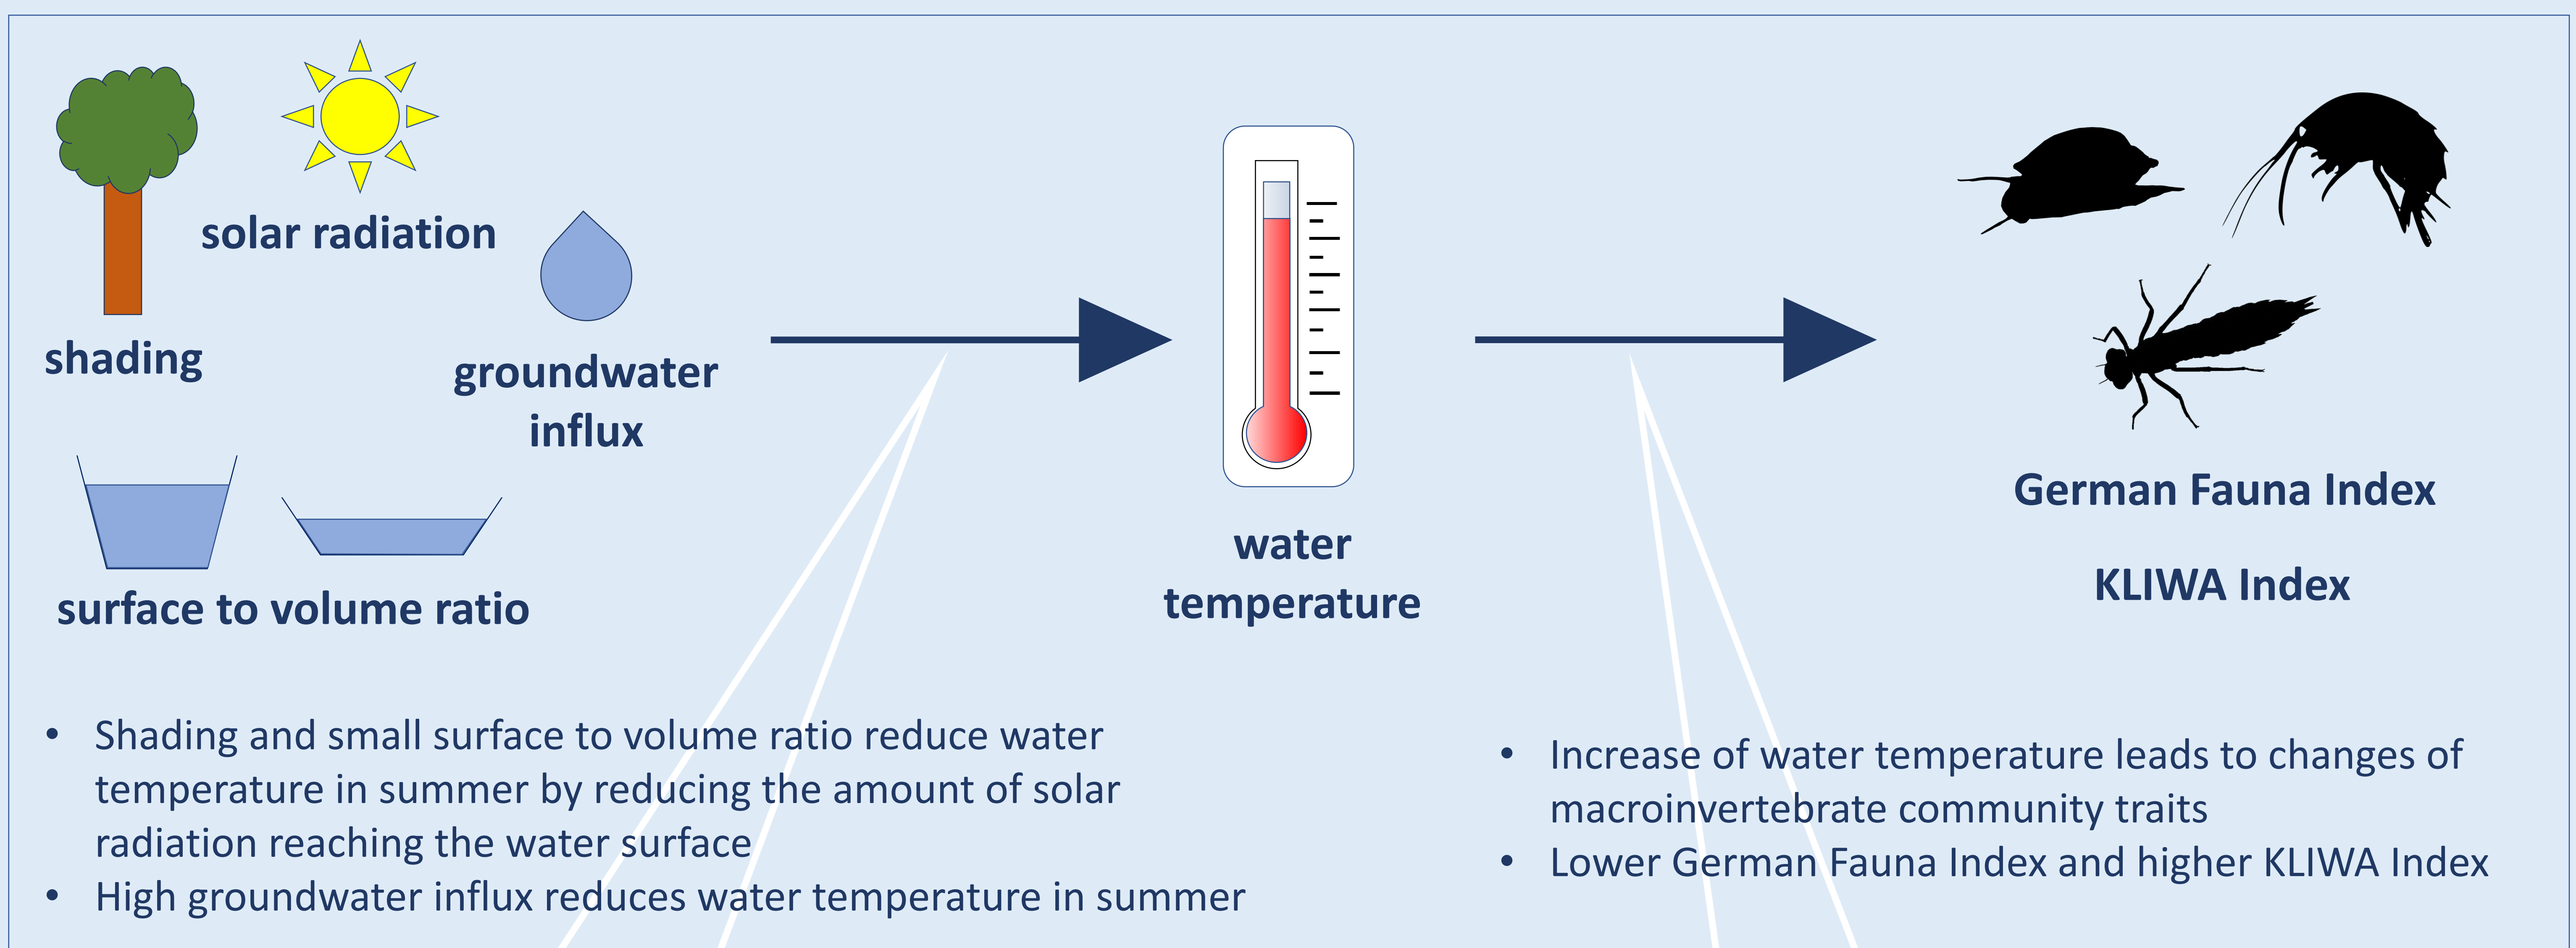 solar radiation
shading
groundwater
influx
surface to volume ratio
water
temperature
German Fauna Index
KLIWA Index
• Shading and small surface to volume ratio reduce water
temperature in summer by reducing the amount of solar
radiation reaching the water surface
• High groundwater influx reduces water temperature in summer
• Increase of water temperature leads to changes of
macroinvertebrate community traits
• Lower German Fauna Index and higher KLIWA Index